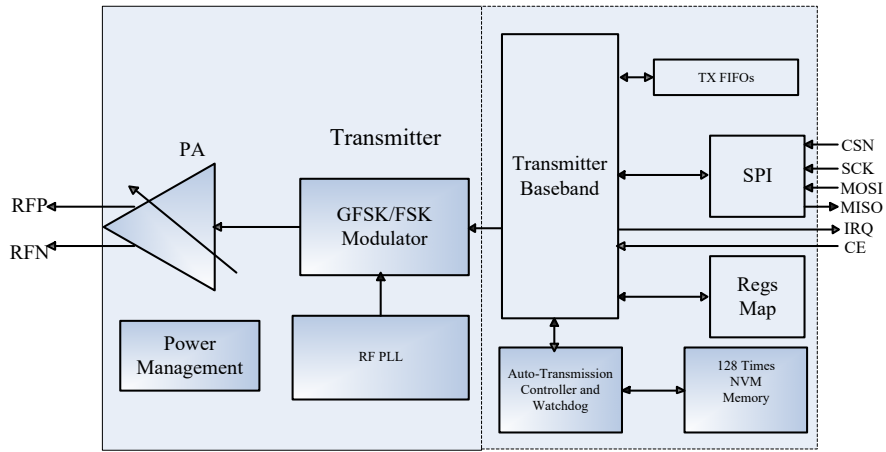 Transmitter
PA
RFP
RFN
GFSK/FSK
Modulator
Power
Management
RF PLL
Transmitter
Baseband
TX FIFOs
SPI
CSN
SCK
MOSI
MISO
IRQ
CE
Regs
Map
Auto-Transmission
Controller and
Watchdog
128 Times
NVM
Memory